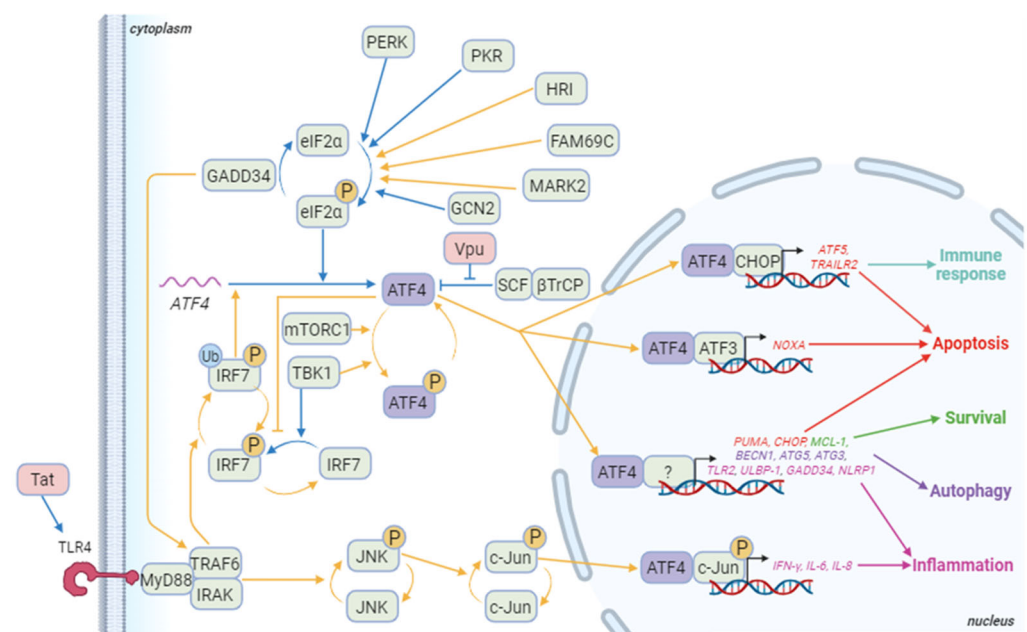 cytoplasm
PERK
PKR
HRI
eIF2α
FAM69C
GADD34
MARK2
P
eIF2α
GCN2
Vpu
ATF4
CHOP
ATF5,
TRAILR2
Immune
response
ATF4
ATF4
SCF
βTrCP
mTORC1
ATF4
ATF3
NOXA
Apoptosis
Ub
P
IRF7
TBK1
P
ATF4
Survival
P
IRF7
IRF7
ATF4
?
PUMA, CHOP, MCL-1,
BECN1, ATG5, ATG3,
TLR2, ULBP-1, GADD34, NLRP1
Autophagy
Tat
TLR4
MyD88
TRAF6
IRAK
P
JNK
JNK
P
c-Jun
c-Jun
P
ATF4
c-Jun
IFN-γ, IL-6, IL-8
Inflammation
nucleus